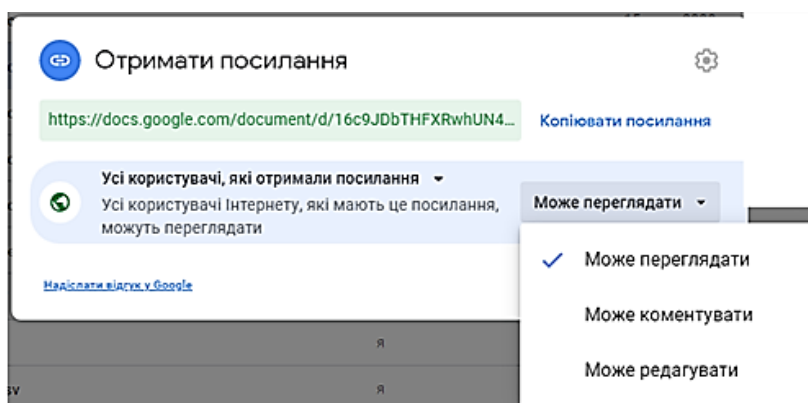 Отримати посилання
https://docs.google.com/document/d/16c9JDbTHFXRwhUN4...
Копіювати посилання
Усі користувачі, які отримали посилання
Усі користувачі Інтернету, які мають це посилання,
можуть переглядати
Може переглядати
Надіслати відгук у Google
Може переглядати
Може коментувати
Може редагувати
я
sv
я